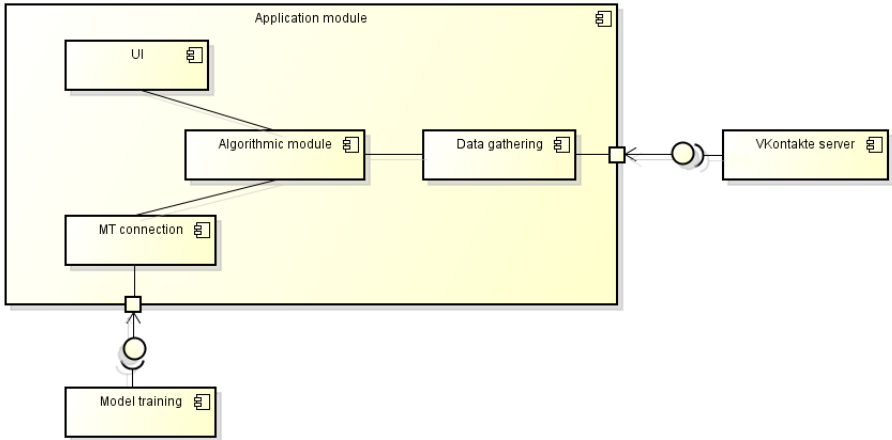 Application module
UI
Algorithmic module
Data gathering
VKontakte server
MT connection
Model training